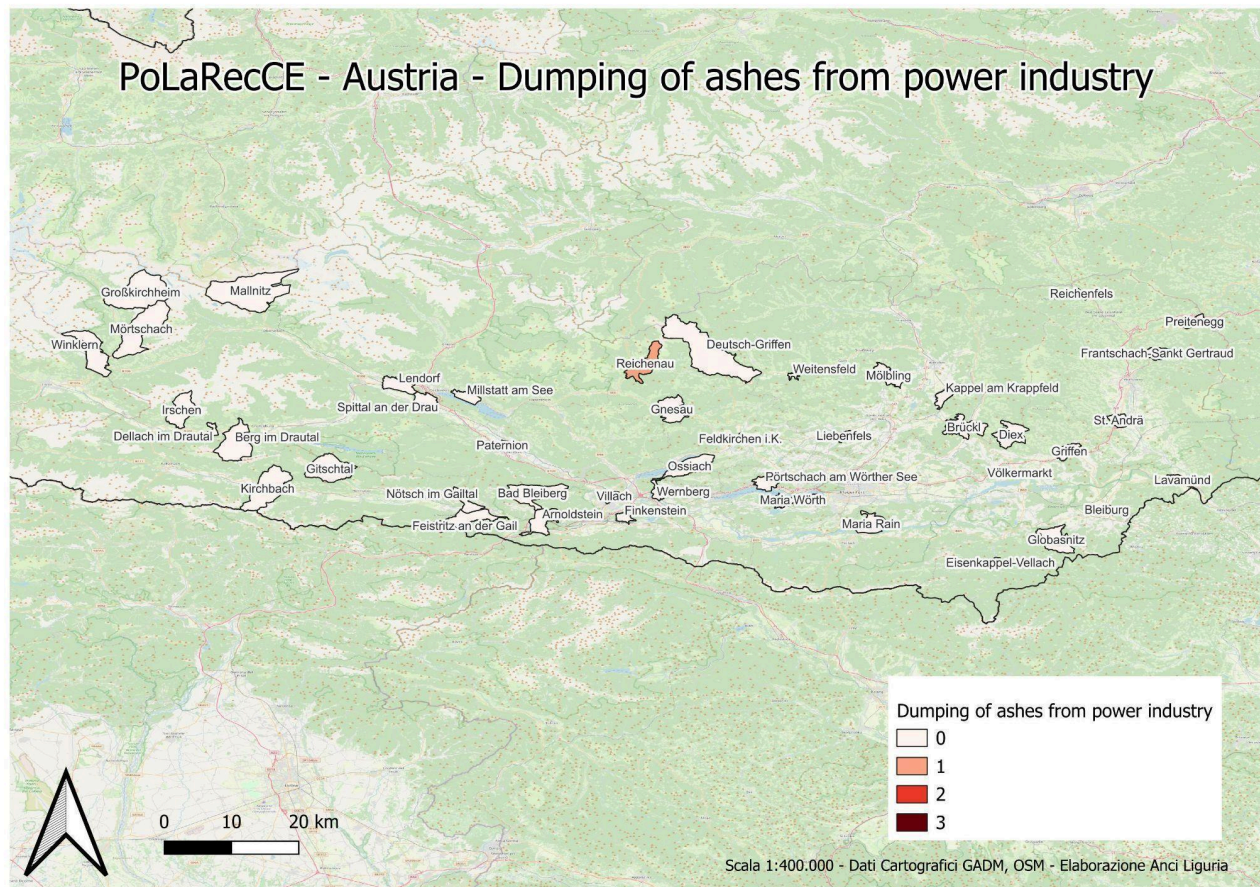 PoLaRecCE - Austria - Dumping of ashes from power industry
Reichenfels
Großkirchheim
Mallnitz
Preitenegg
Mörtschach
Winklern
Deutsch-Griffen
Frantschach-Sankt Gertraud
Reichenau
Weitensfeld
Mölbling
Lendorf
Millstatt am See
Kappel am Krappfeld
Spittal an der Drau
Irschen
Gnesau
St. Andrä
Dellach im Drautal
Berg im Drautal
Paternion
Feldkirchen i.K.
Liebenfels
Brückl
Diex
Griffen
Gitschtal
Ossiach
Kirchbach
Pörtschach am Wörther See
Völkermarkt
Lavamünd
Nötsch im Gailtal
Bad Bleiberg
Villach
Wernberg
Maria Wörth
Feistritz an der Gail
Arnoldstein
Finkenstein
Maria Rain
Bleiburg
Globasnitz
Eisenkappel-Vellach
Dumping of ashes from power industry
0
1
2
3
0 10 20 km
Scala 1:400.000 - Dati Cartografici GADM, OSM - Elaborazione Anci Liguria